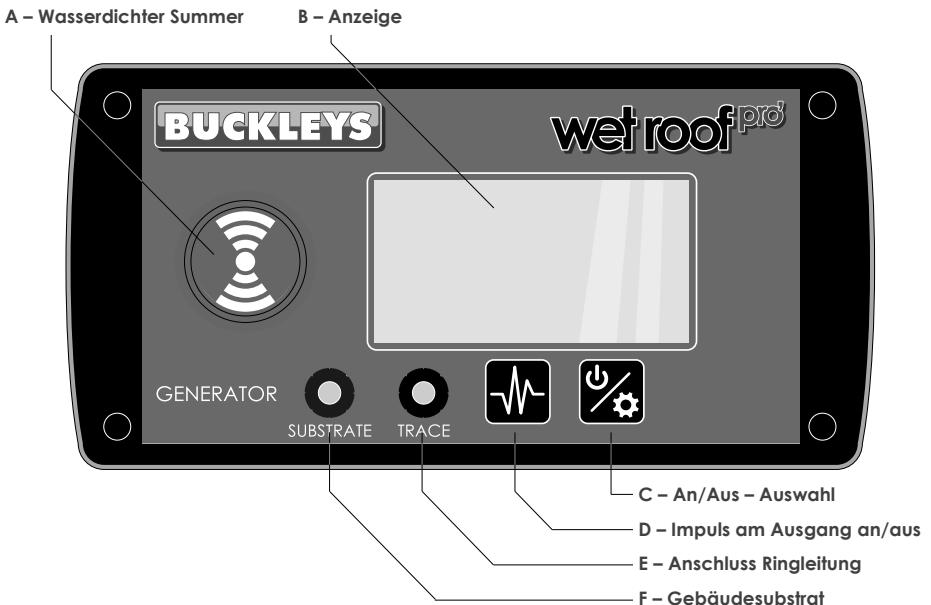 A – Wasserdichter Summer
B – Anzeige
BUCKLEYS
wet roof pro
GENERATOR
SUBSTRATE
TRACE
C – An/Aus – Auswahl
D – Impuls am Ausgang an/aus
E – Anschluss Ringleitung
F – Gebäudesubstrat